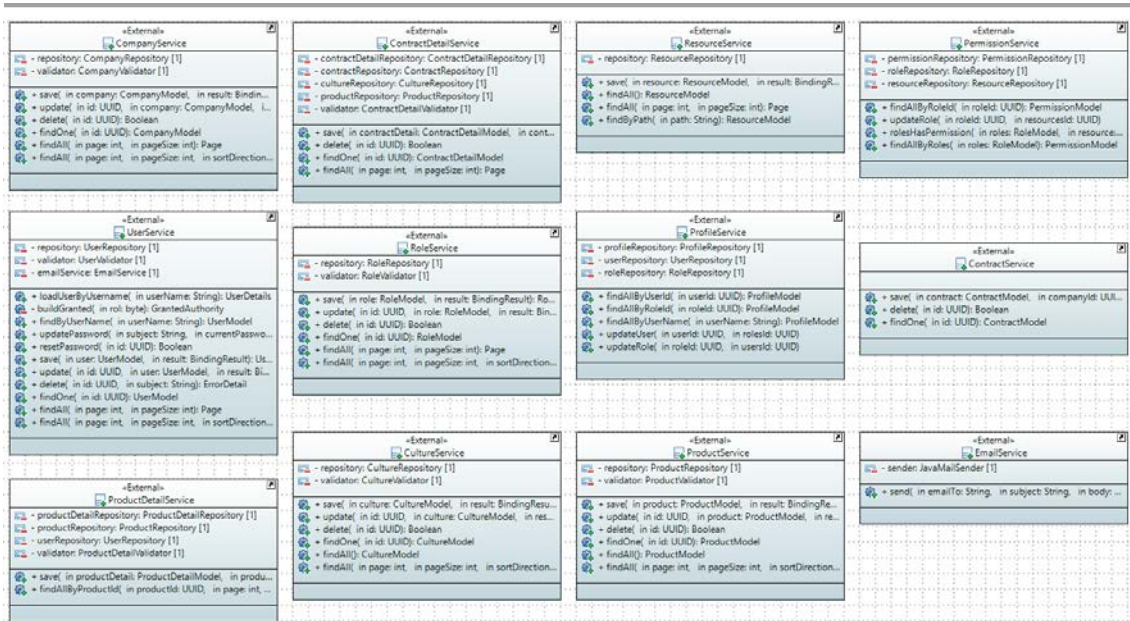 «External»
CompanyService
- repository: CompanyRepository [1]
- validator: CompanyValidator [1]
+ save( in company: CompanyModel, in result: Bindin...
+ update( in id: UUID, in company: CompanyModel, i...
+ delete( in id: UUID): Boolean
+ findOne( in id: UUID): CompanyModel
+ findAll( in page: int, in pageSize: int): Page
+ findAll( in page: int, in pageSize: int, in sortDirection...
«External»
ContractDetailService
- contractDetailRepository: ContractDetailRepository [1]
- contractRepository: ContractRepository [1]
- cultureRepository: CultureRepository [1]
- productRepository: ProductRepository [1]
- validator: ContractDetailValidator [1]
+ save( in contractDetail: ContractDetailModel, in cont...
+ delete( in id: UUID): Boolean
+ findOne( in id: UUID): ContractDetailModel
+ findAll( in page: int, in pageSize: int): Page
«External»
ResourceService
- repository: ResourceRepository [1]
+ save( in resource: ResourceModel, in result: BindingR...
+ findAll(): ResourceModel
+ findAll( in page: int, in pageSize: int): Page
+ findByPath( in path: String): ResourceModel
«External»
PermissionService
- permissionRepository: PermissionRepository [1]
- roleRepository: RoleRepository [1]
- resourceRepository: ResourceRepository [1]
+ findAllByRoleId( in roleId: UUID): PermissionModel
+ updateRole( in roleId: UUID, in resourcesId: UUID)
+ rolesHasPermission( in roles: RoleModel, in resource:...
+ findAllByRoles( in roles: RoleModel): PermissionModel
«External»
UserService
- repository: UserRepository [1]
- validator: UserValidator [1]
- emailService: EmailService [1]
+ loadUserByUsername( in userName: String): UserDetails
- buildGranted( in rol: byte): GrantedAuthority
+ findByUserName( in userName: String): UserModel
+ updatePassword( in subject: String, in currentPasswo...
+ resetPassword( in id: UUID): Boolean
+ save( in user: UserModel, in result: BindingResult): Us...
+ update( in id: UUID, in user: UserModel, in result: Bi...
+ delete( in id: UUID, in subject: String): ErrorDetail
+ findOne( in id: UUID): UserModel
+ findAll( in page: int, in pageSize: int): Page
+ findAll( in page: int, in pageSize: int, in sortDirection...
«External»
RoleService
- repository: RoleRepository [1]
- validator: RoleValidator [1]
+ save( in role: RoleModel, in result: BindingResult): Ro...
+ update( in id: UUID, in role: RoleModel, in result: Bin...
+ delete( in id: UUID): Boolean
+ findOne( in id: UUID): RoleModel
+ findAll( in page: int, in pageSize: int): Page
+ findAll( in page: int, in pageSize: int, in sortDirection...
«External»
ProfileService
- profileRepository: ProfileRepository [1]
- userRepository: UserRepository [1]
- roleRepository: RoleRepository [1]
+ findAllByUserId( in userId: UUID): ProfileModel
+ findAllByRoleId( in roleId: UUID): ProfileModel
+ findAllByUserName( in userName: String): ProfileModel
+ updateUser( in userId: UUID, in rolesId: UUID)
+ updateRole( in roleId: UUID, in usersId: UUID)
«External»
ContractService
+ save( in contract: ContractModel, in companyId: UUI...
+ delete( in id: UUID): Boolean
+ findOne( in id: UUID): ContractModel
«External»
ProductDetailService
- productDetailRepository: ProductDetailRepository [1]
- productRepository: ProductRepository [1]
- userRepository: UserRepository [1]
- validator: ProductDetailValidator [1]
+ save( in productDetail: ProductDetailModel, in produ...
+ findAllByProductId( in productId: UUID, in page: int, ...
«External»
CultureService
- repository: CultureRepository [1]
- validator: CultureValidator [1]
+ save( in culture: CultureModel, in result: BindingResu...
+ update( in id: UUID, in culture: CultureModel, in res...
+ delete( in id: UUID): Boolean
+ findOne( in id: UUID): CultureModel
+ findAll(): CultureModel
+ findAll( in page: int, in pageSize: int, in sortDirection...
«External»
ProductService
- repository: ProductRepository [1]
- validator: ProductValidator [1]
+ save( in product: ProductModel, in result: BindingRe...
+ update( in id: UUID, in product: ProductModel, in re...
+ delete( in id: UUID): Boolean
+ findOne( in id: UUID): ProductModel
+ findAll(): ProductModel
+ findAll( in page: int, in pageSize: int, in sortDirection...
«External»
EmailService
- sender: JavaMailSender [1]
+ send( in emailTo: String, in subject: String, in body: ...